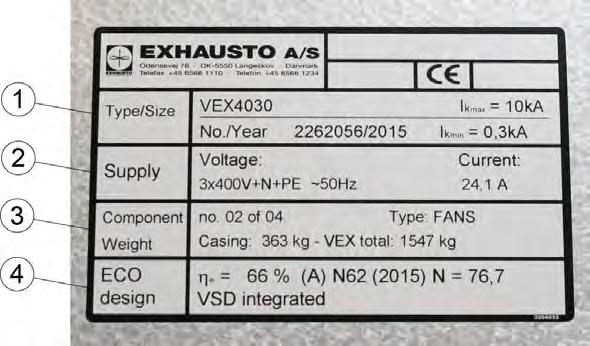 EXHAUSTO A/S
EXHAUSTO
Odensevej 76 - DK-5550 Langeskov - Danmark
Telefax +45 6566 1110 - Telefon +45 6566 1234
CE
1
Type/Size
VEX4030 Ikmax = 10kA
No./Year 2262056/2015 Ikmin = 0,3kA
2
Supply
Voltage: Current:
3x400V+N+PE ~50Hz 24,1 A
3
Component
Weight
no. 02 of 04 Type: FANS
Casing: 363 kg - VEX total: 1547 kg
4
ECO
design
ηe = 66 % (A) N62 (2015) N = 76,7
VSD integrated
3004055